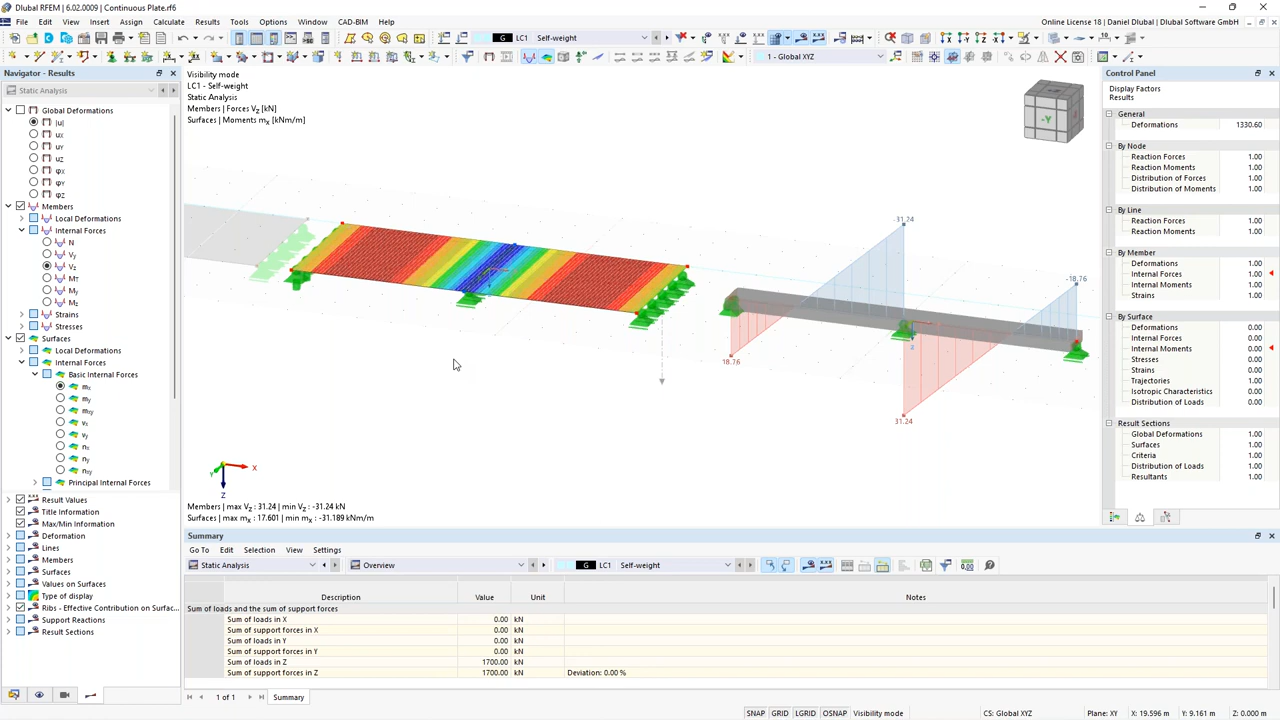 Dlubal RFEM | 6.02.0009 | Continuous Plate.rf6
File Edit View Insert Assign Calculate Results Tools Options Window CAD-BIM Help
Online License 18 | Daniel Dlubal | Dlubal Software GmbH
G LC1 Self-weight
1 - Global XYZ
Navigator - Results
Static Analysis
Global Deformations
|u|
uX
uY
uZ
φX
φY
φZ
Members
Local Deformations
Internal Forces
N
Vy
Vz
MT
My
Mz
Strains
Stresses
Surfaces
Local Deformations
Internal Forces
Basic Internal Forces
mx
my
mxy
vx
vy
nx
ny
nxy
Principal Internal Forces
Result Values
Title Information
Max/Min Information
Deformation
Lines
Members
Surfaces
Values on Surfaces
Type of display
Ribs - Effective Contribution on Surfac...
Support Reactions
Result Sections
Visibility mode
LC1 - Self-weight
Static Analysis
Members | Forces Vz [kN]
Surfaces | Moments mx [kNm/m]
-Y
-31.24
-18.76
18.76
31.24
X
Y
Z
Members | max Vz : 31.24 | min Vz : -31.24 kN
Surfaces | max mx : 17.601 | min mx : -31.189 kNm/m
Control Panel
Display Factors
Results
General
Deformations 1330.60
By Node
Reaction Forces 1.00
Reaction Moments 1.00
Distribution of Forces 1.00
Distribution of Moments 1.00
By Line
Reaction Forces 1.00
Reaction Moments 1.00
By Member
Deformations 1.00
Internal Forces 1.00
Internal Moments 1.00
Strains 1.00
By Surface
Deformations 0.00
Internal Forces 0.00
Internal Moments 0.00
Stresses 0.00
Strains 0.00
Trajectories 1.00
Isotropic Characteristics 0.00
Distribution of Loads 0.00
Result Sections
Global Deformations 1.00
Surfaces 1.00
Criteria 1.00
Distribution of Loads 1.00
Resultants 1.00
Summary
Go To Edit Selection View Settings
Static Analysis Overview G LC1 Self-weight
Description Value Unit Notes
Sum of loads and the sum of support forces
Sum of loads in X 0.00 kN
Sum of support forces in X 0.00 kN
Sum of loads in Y 0.00 kN
Sum of support forces in Y 0.00 kN
Sum of loads in Z 1700.00 kN
Sum of support forces in Z 1700.00 kN Deviation: 0.00 %
1 of 1 Summary
SNAP GRID LGRID OSNAP Visibility mode CS: Global XYZ Plane: XY X: 19.596 m Y: 9.161 m Z: 0.000 m